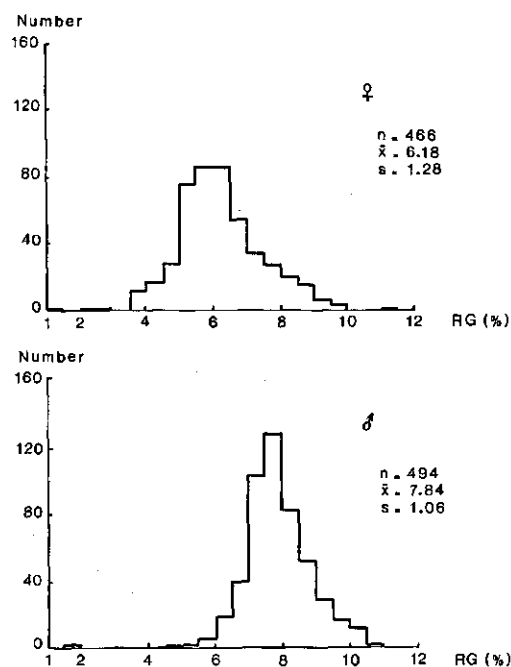 Number
160
♀
120
n = 466
x̄ = 6.18
s = 1.28
80
40
0
1 2 4 6 8 10 12 RG (%)
Number
160
♂
120
n = 494
x̄ = 7.84
s = 1.06
80
40
0
1 2 4 6 8 10 12 RG (%)